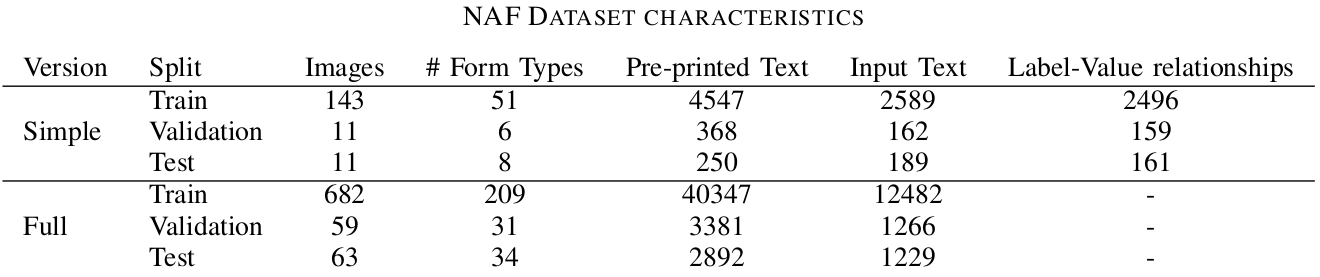 NAF DATASET CHARACTERISTICS
Version Split Images # Form Types Pre-printed Text Input Text Label-Value relationships
Train 143 51 4547 2589 2496
Simple Validation 11 6 368 162 159
Test 11 8 250 189 161
Train 682 209 40347 12482 -
Full Validation 59 31 3381 1266 -
Test 63 34 2892 1229 -